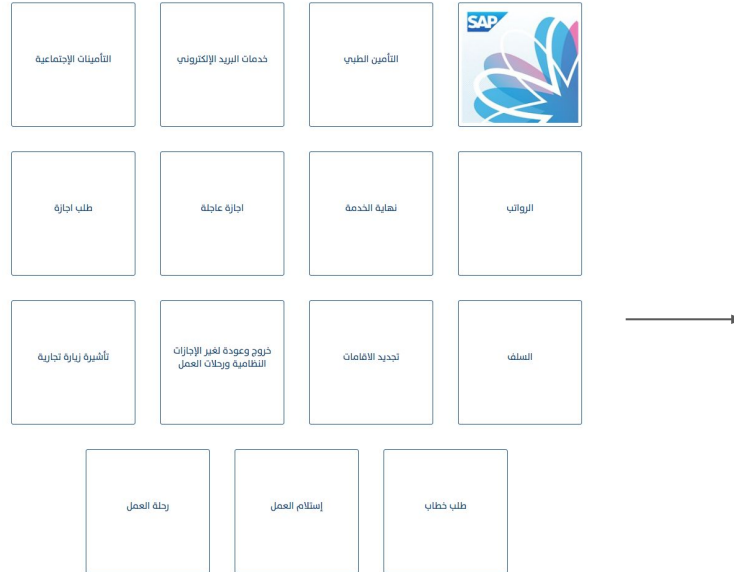 SAP
التأمين الطبي
خدمات البريد الإلكتروني
التأمينات الإجتماعية
الرواتب
نهاية الخدمة
اجازة عاجلة
طلب اجازة
السلف
تجديد الاقامات
خروج وعودة لغير الإجازات
النظامية ورحلات العمل
تأشيرة زيارة تجارية
طلب خطاب
إستلام العمل
رحلة العمل